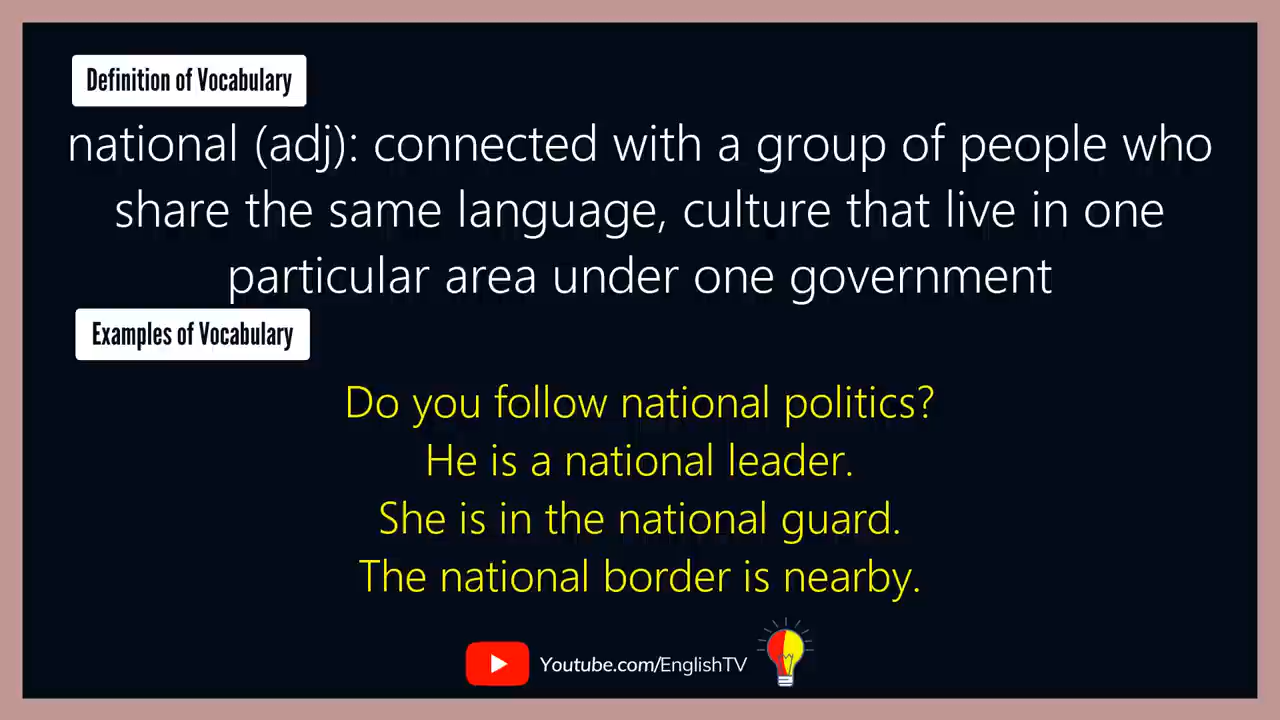 Definition of Vocabulary
national (adj): connected with a group of people who
share the same language, culture that live in one
particular area under one government
Examples of Vocabulary
Do you follow national politics?
He is a national leader.
She is in the national guard.
The national border is nearby.
Youtube.com/EnglishTV